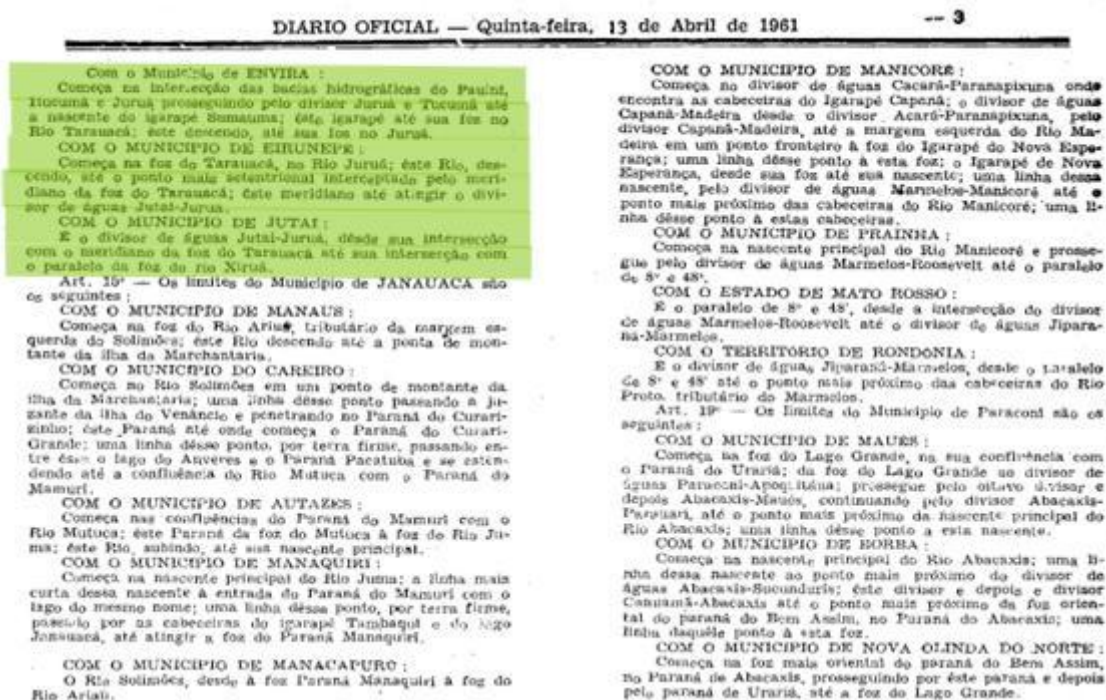 DIARIO OFICIAL — Quinta-feira, 13 de Abril de 1961
-- 3
Com o Município de ENVIRA :
Começa na intersecção das bacias hidrográficas do Pauini,
Itucumã e Juruá prosseguindo pelo divisor Juruá e Tucumã até
a nascente do igarapé Sumauma; êste igarapé até sua foz no
Rio Tarauacá; êste descendo, até sua fos no Juruá.
COM O MUNICIPIO DE EIRUNEPE :
Começa na foz do Tarauacá, no Rio Juruá; êste Rio, des-
cendo, até o ponto mais setentrional interceptado pelo meri-
diano da foz do Tarauacá; êste meridiano até atingir o divi-
sor de águas Jutai-Jurua.
COM O MUNICIPIO DE JUTAI :
E o divisor de águas Jutaí-Juruá, désde sua intersecção
com o meridiano da foz do Tarauacá até sua interserção com
o paralelo da foz do rio Xiruã.
Art. 15º — Os limites do Município de JANAUACA são
os seguintes :
COM O MUNICIPIO DE MANAUS :
Começa na foz do Rio Ariaú, tributário da margem es-
querda do Solimões; êste Rio descendo até a ponta de mon-
tante da ilha da Marchantaria.
COM O MUNICIPIO DO CAREIRO :
Começa no Rio Solimões em um ponto de montante da
ilha da Marchantaria; uma linha dêsse ponto passando a ju-
zante da ilha do Venâncio e penetrando no Paraná do Curari-
zinho; êste Paraná até onde começa o Paraná do Curari-
Grande; uma linha dêsse ponto, por terra firme, passando en-
tre êsse o lago do Anveres e o Paraná Pacatuba e se esten-
dendo até a confluência do Rio Mutuca com o Paraná do
Mamuri.
COM O MUNICIPIO DE AUTAZES :
Começa nas confluências do Paraná do Mamuri com o
Rio Mutuca; êste Paraná da foz do Mutuca à foz do Rio Ju-
ma; êste Rio, subindo, até sua nascente principal.
COM O MUNICIPIO DE MANAQUIRI :
Começa na nascente principal do Rio Juma; a linha mais
curta dessa nascente à entrada do Paraná do Mamuri com o
lago do mesmo nome; uma linha dêsse ponto, por terra firme,
passando por as cabeceiras do igarapé Tambaqui e do lago
Janauacá, até atingir a foz do Paraná Manaquiri.
COM O MUNICIPIO DE MANACAPURU :
O Rio Solimões, desde à foz Paraná Manaquiri à foz do
Rio Ariaú.
COM O MUNICIPIO DE MANICORÉ :
Começa no divisor de águas Cacará-Paranapixuna onde
encontra as cabeceiras do Igarapé Capanã; o divisor de águas
Capanã-Madeira desde o divisor Acará-Paranapixuna, pelo
divisor Capanã-Madeira, até a margem esquerda do Rio Ma-
deira em um ponto fronteiro à foz do Igarapé do Nova Espe-
rança; uma linha dêsse ponto à esta foz; o Igarapé de Nova
Esperança, desde sua foz até sua nascente; uma linha dessa
nascente, pelo divisor de águas Marmelos-Manicoré até o
ponto mais próximo das cabeceiras do Rio Manicoré; uma li-
nha dêsse ponto à estas cabeceiras.
COM O MUNICIPIO DE PRAINHA :
Começa na nascente principal do Rio Manicoré e prosse-
gue pelo divisor de águas Marmelos-Roosevelt até o paralelo
de 8º e 48'.
COM O ESTADO DE MATO ROSSO :
E o paralelo de 8º e 48', desde a intersecção do divisor
de águas Marmelos-Roosevelt até o divisor de águas Jipara-
ná-Marmelos.
COM O TERRITÓRIO DE RONDONIA :
E o divisor de águas Jiparaná-Marmelos, desde o paralelo
de 8º e 48' até o ponto mais próximo das cabeceiras do Rio
Preto, tributário do Marmelos.
Art. 19º — Os limites do Município de Paraconi são os
seguintes :
COM O MUNICIPIO DE MAUÉS :
Começa na foz do Lago Grande, na sua confluência com
o Paraná do Urariá; da foz do Lago Grande ao divisor de
águas Paraconi-Apoquitáua; prossegue pelo oitavo divisor e
depois Abacaxis-Maués, continuando pelo divisor Abacaxis-
Parauari, até o ponto mais próximo da nascente principal do
Rio Abacaxis; uma linha dêsse ponto a esta nascente.
COM O MUNICIPIO DE BORBA :
Começa na nascente principal do Rio Abacaxis; uma li-
nha dessa nascente ao ponto mais próximo do divisor de
águas Abacaxis-Sucunduris; êste divisor e depois e divisor
Canumã-Abacaxis até o ponto mais próximo da foz orien-
tal do paraná do Bem Assim, no Paraná do Abacaxis; uma
linha daquêle ponto à esta foz.
COM O MUNICIPIO DE NOVA OLINDA DO NORTE :
Começa na foz mais oriental do paraná do Bem Assim,
no Paraná de Abacaxis, prosseguindo por êste paraná e depois
pelo paraná de Urariá, até a foz do Lago Grande.